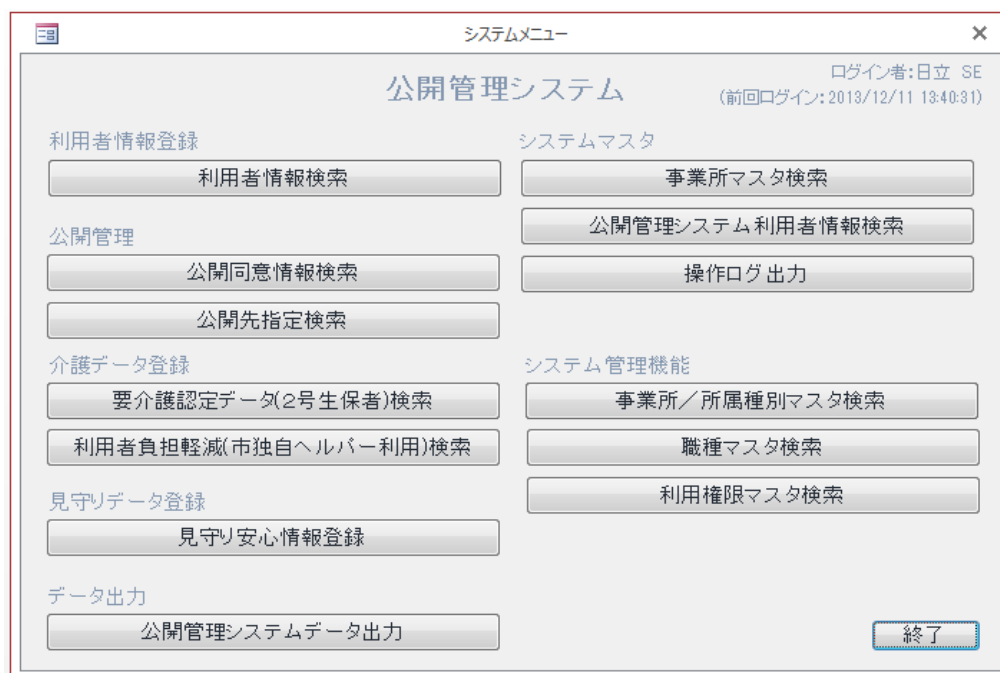 システムメニュー
公開管理システム
ログイン者:日立 SE
(前回ログイン:2013/12/11 13:40:31)
利用者情報登録
利用者情報検索
公開管理
公開同意情報検索
公開先指定検索
介護データ登録
要介護認定データ(2号生保者)検索
利用者負担軽減(市独自ヘルパー利用)検索
見守りデータ登録
見守り安心情報登録
データ出力
公開管理システムデータ出力
システムマスタ
事業所マスタ検索
公開管理システム利用者情報検索
操作ログ出力
システム管理機能
事業所/所属種別マスタ検索
職種マスタ検索
利用権限マスタ検索
終了